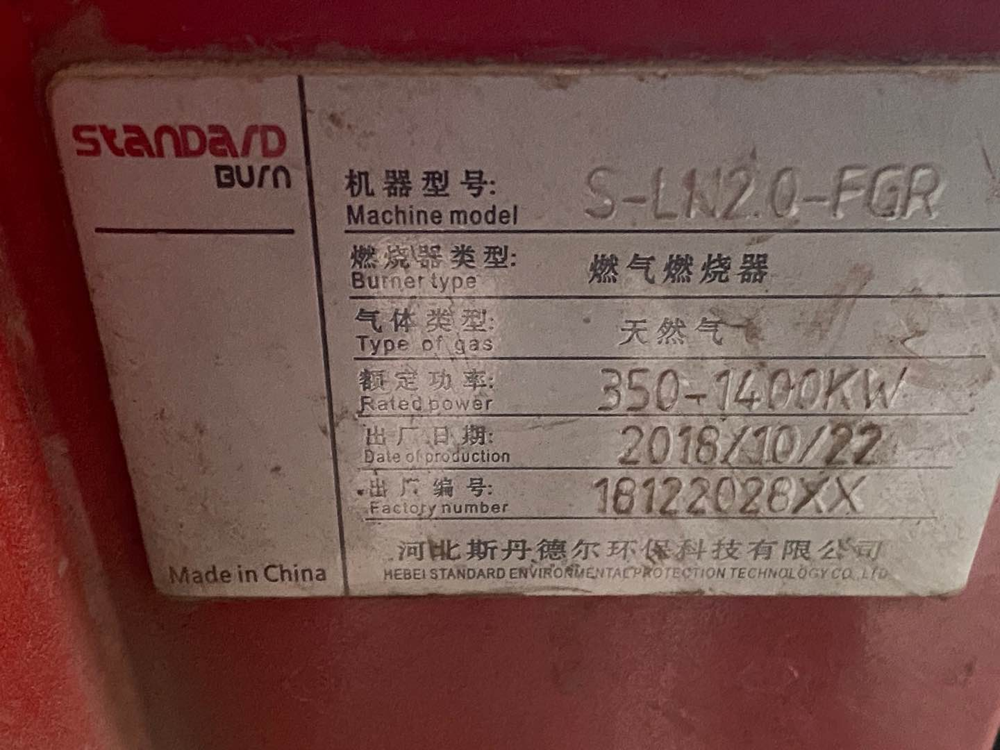 Standard
Burn
机器型号: S-LN2.0-FGR
Machine model
燃烧器类型: 燃气燃烧器
Burner type
气体类型: 天然气
Type of gas
额定功率: 350-1400KW
Rated power
出厂日期: 2018/10/22
Date of production
出厂编号: 18122028XX
Factory number
河北斯丹德尔环保科技有限公司
HEBEI STANDARD ENVIRONMENTAL PROTECTION TECHNOLOGY CO.,LTD
Made in China